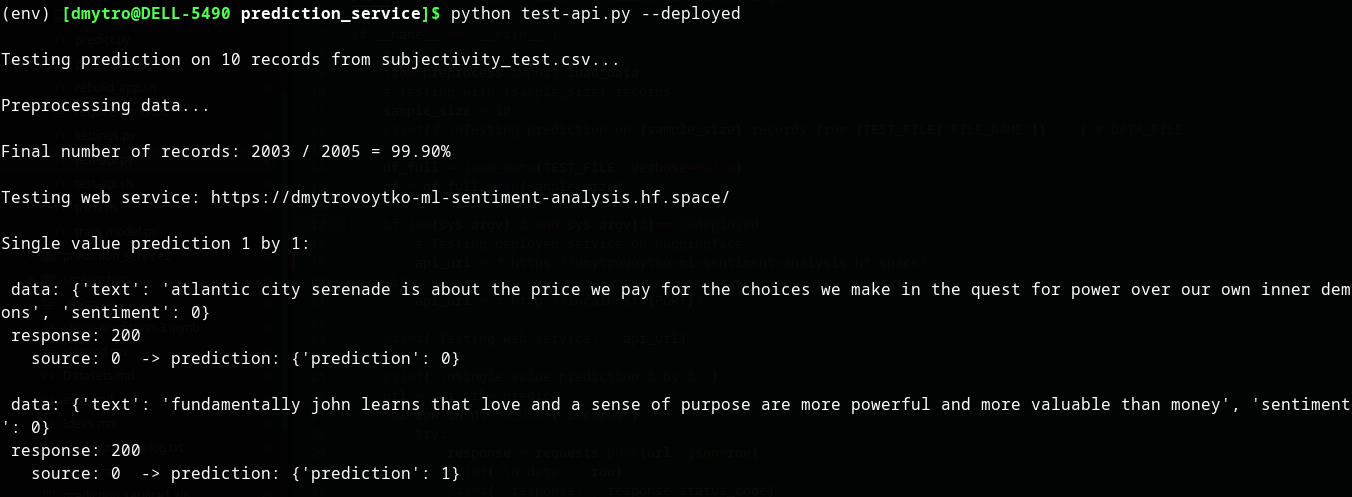 (env) [dmytro@DELL-5490 prediction_service]$ python test-api.py --deployed
Testing prediction on 10 records from subjectivity_test.csv...
Preprocessing data...
Final number of records: 2003 / 2005 = 99.90%
Testing web service: https://dmytrovoytko-ml-sentiment-analysis.hf.space/
Single value prediction 1 by 1:
data: {'text': 'atlantic city serenade is about the price we pay for the choices we make in the quest for power over our own inner dem
ons', 'sentiment': 0}
response: 200
source: 0  -> prediction: {'prediction': 0}
data: {'text': 'fundamentally john learns that love and a sense of purpose are more powerful and more valuable than money', 'sentiment
': 0}
response: 200
source: 0  -> prediction: {'prediction': 1}